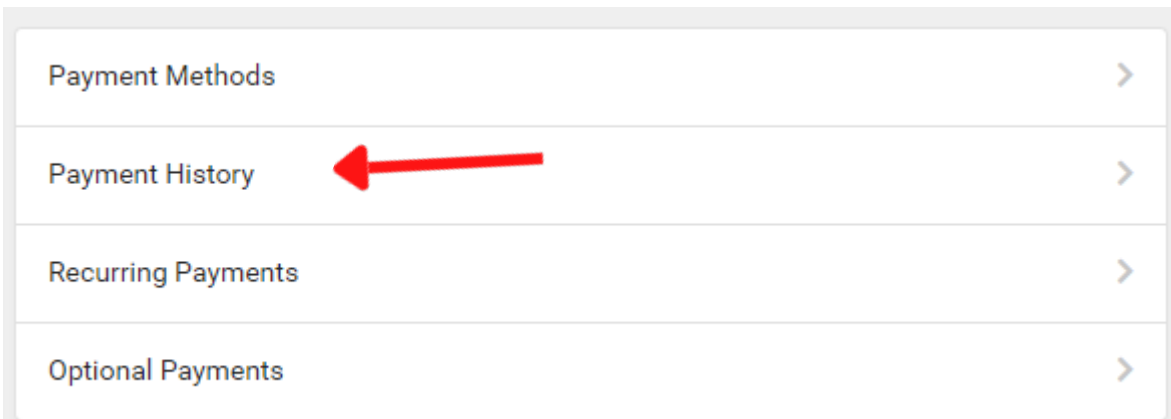 Payment Methods
Payment History
Recurring Payments
Optional Payments